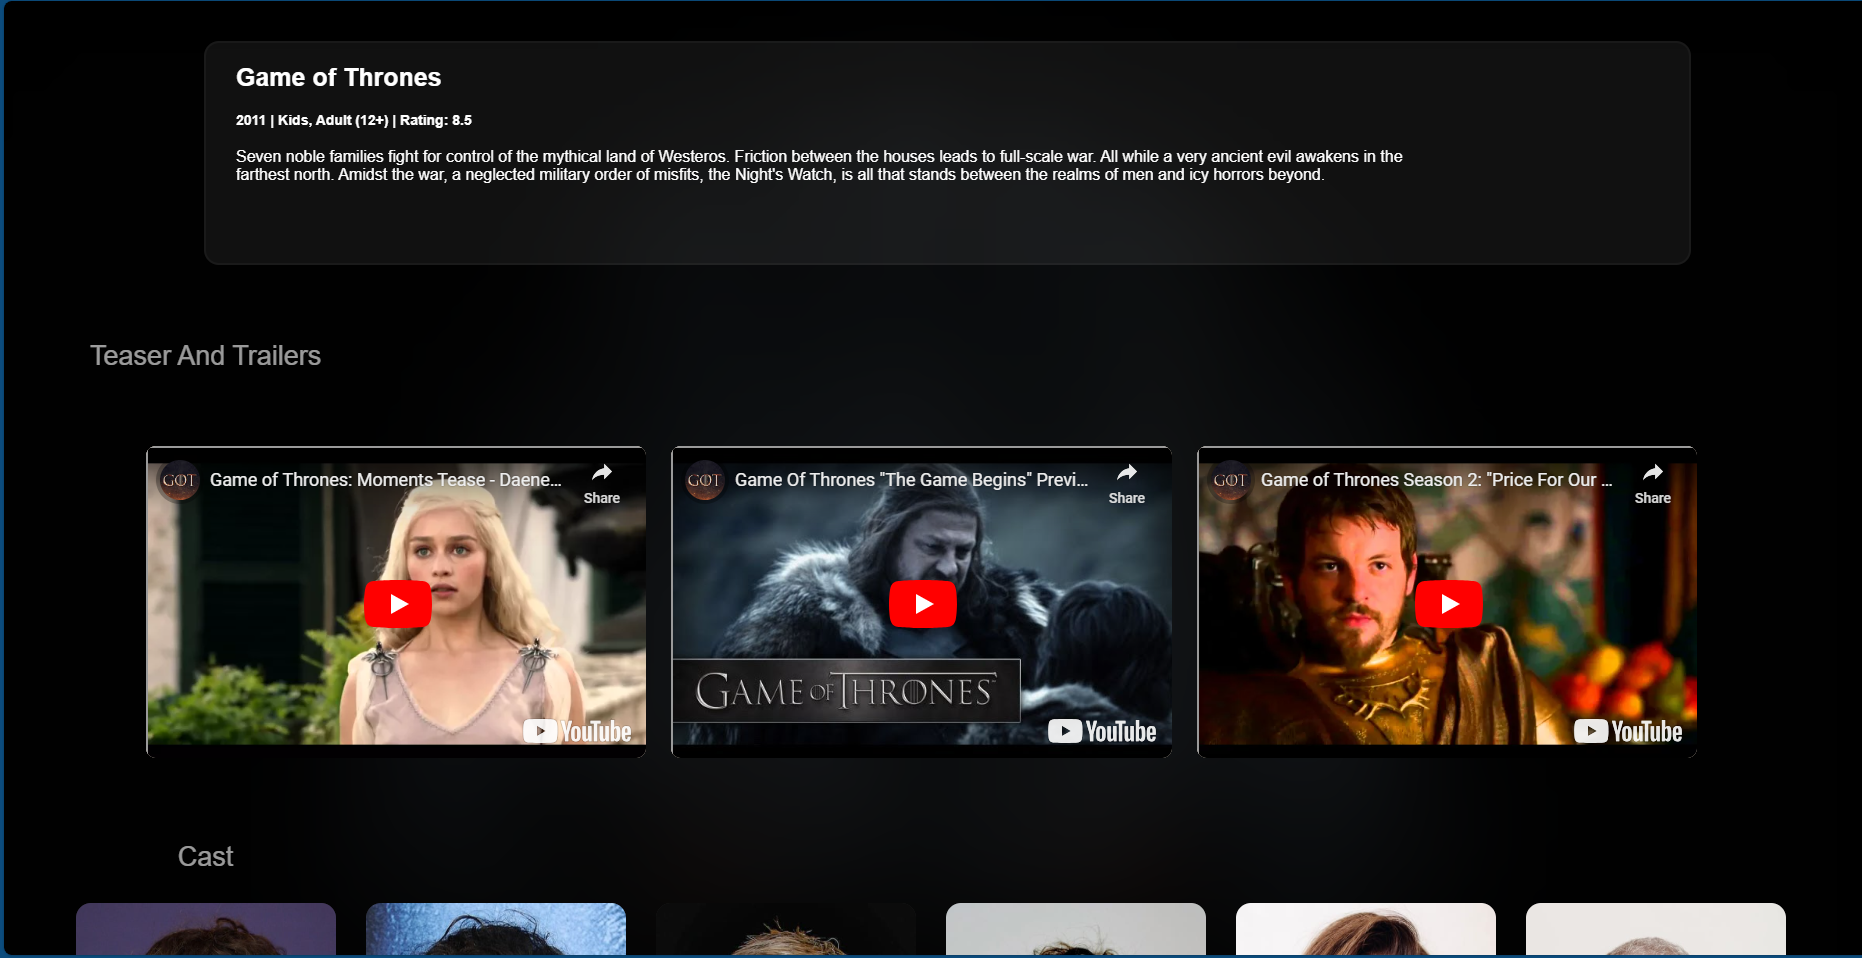 Game of Thrones
2011 | Kids, Adult (12+) | Rating: 8.5
Seven noble families fight for control of the mythical land of Westeros. Friction between the houses leads to full-scale war. All while a very ancient evil awakens in the
farthest north. Amidst the war, a neglected military order of misfits, the Night's Watch, is all that stands between the realms of men and icy horrors beyond.
Teaser And Trailers
GOT
Game of Thrones: Moments Tease - Daene...
Share
YouTube
GOT
Game Of Thrones "The Game Begins" Previ...
Share
GAME OF THRONES
YouTube
GOT
Game of Thrones Season 2: "Price For Our ...
Share
YouTube
Cast